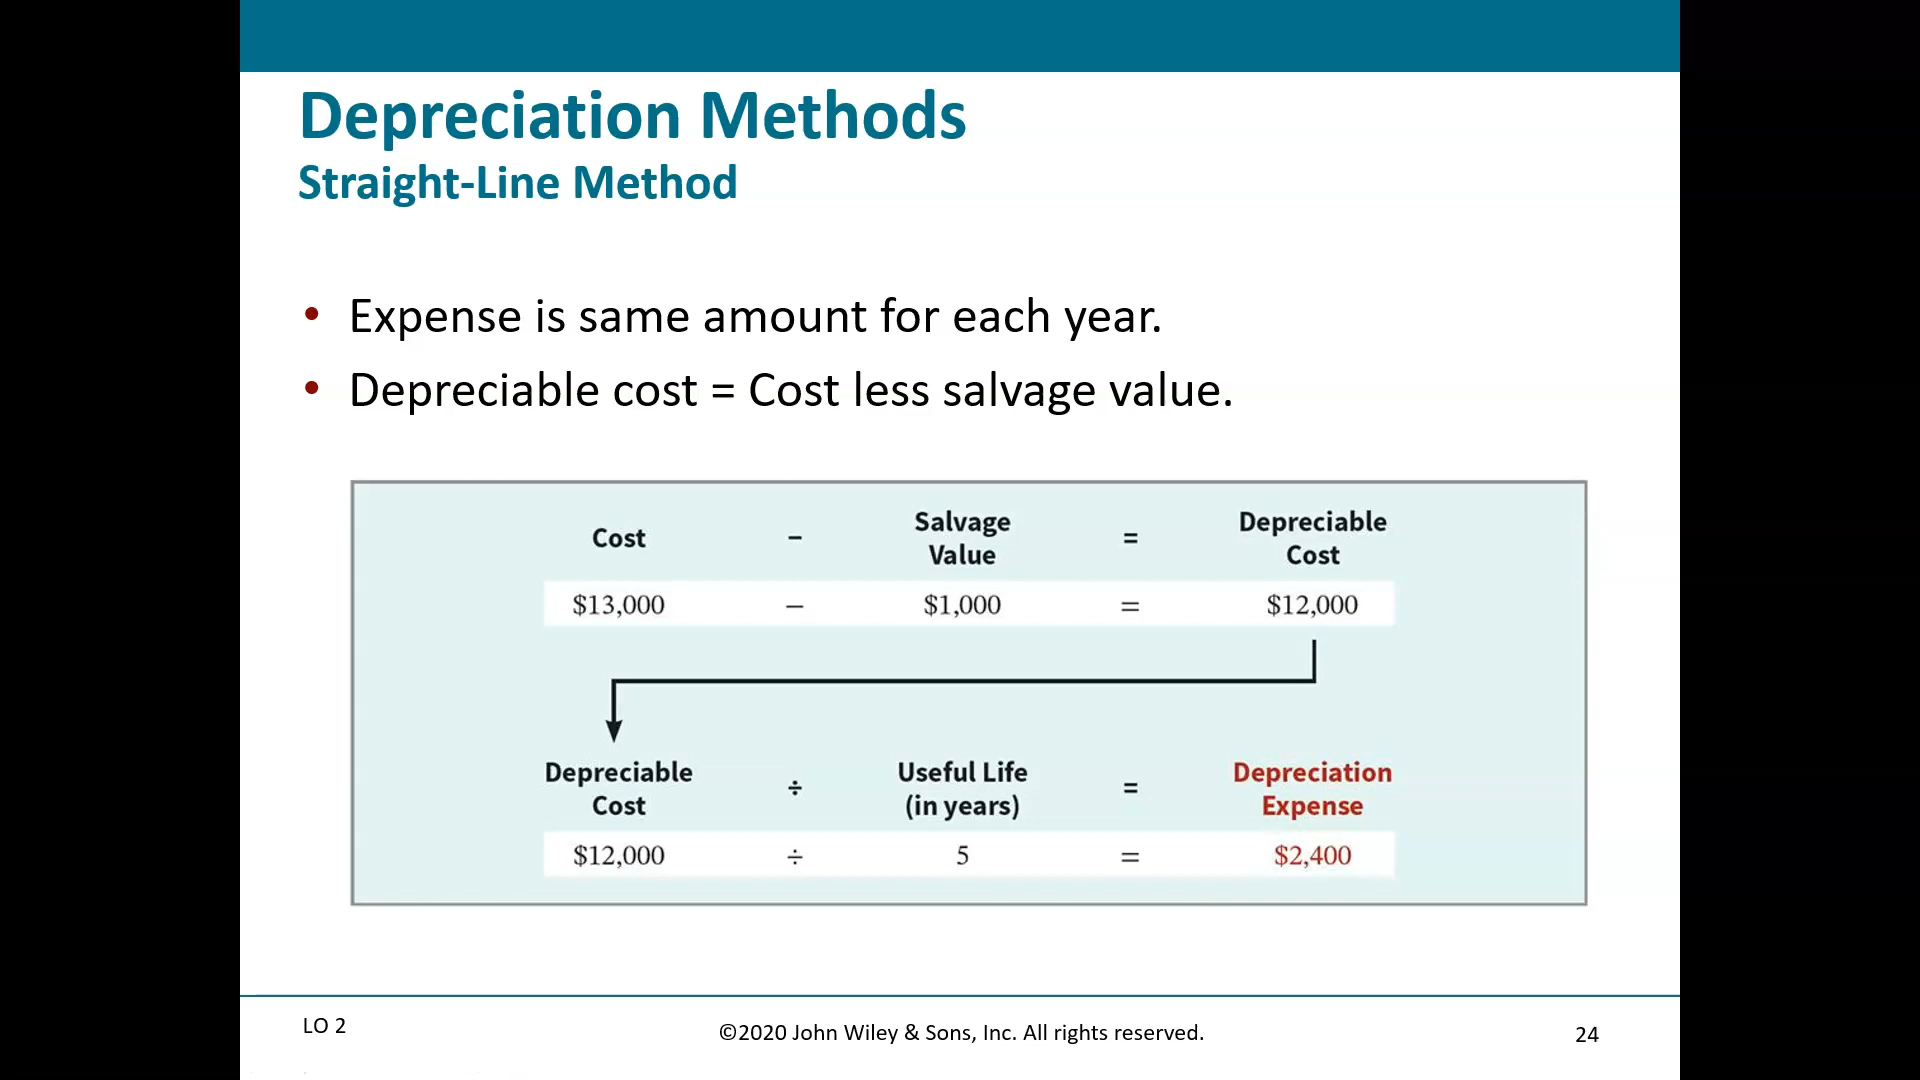 Depreciation Methods
Straight-Line Method
• Expense is same amount for each year.
• Depreciable cost = Cost less salvage value.
Cost – Salvage Value = Depreciable Cost
$13,000 – $1,000 = $12,000
Depreciable Cost ÷ Useful Life (in years) = Depreciation Expense
$12,000 ÷ 5 = $2,400
LO 2
©2020 John Wiley & Sons, Inc. All rights reserved.
24